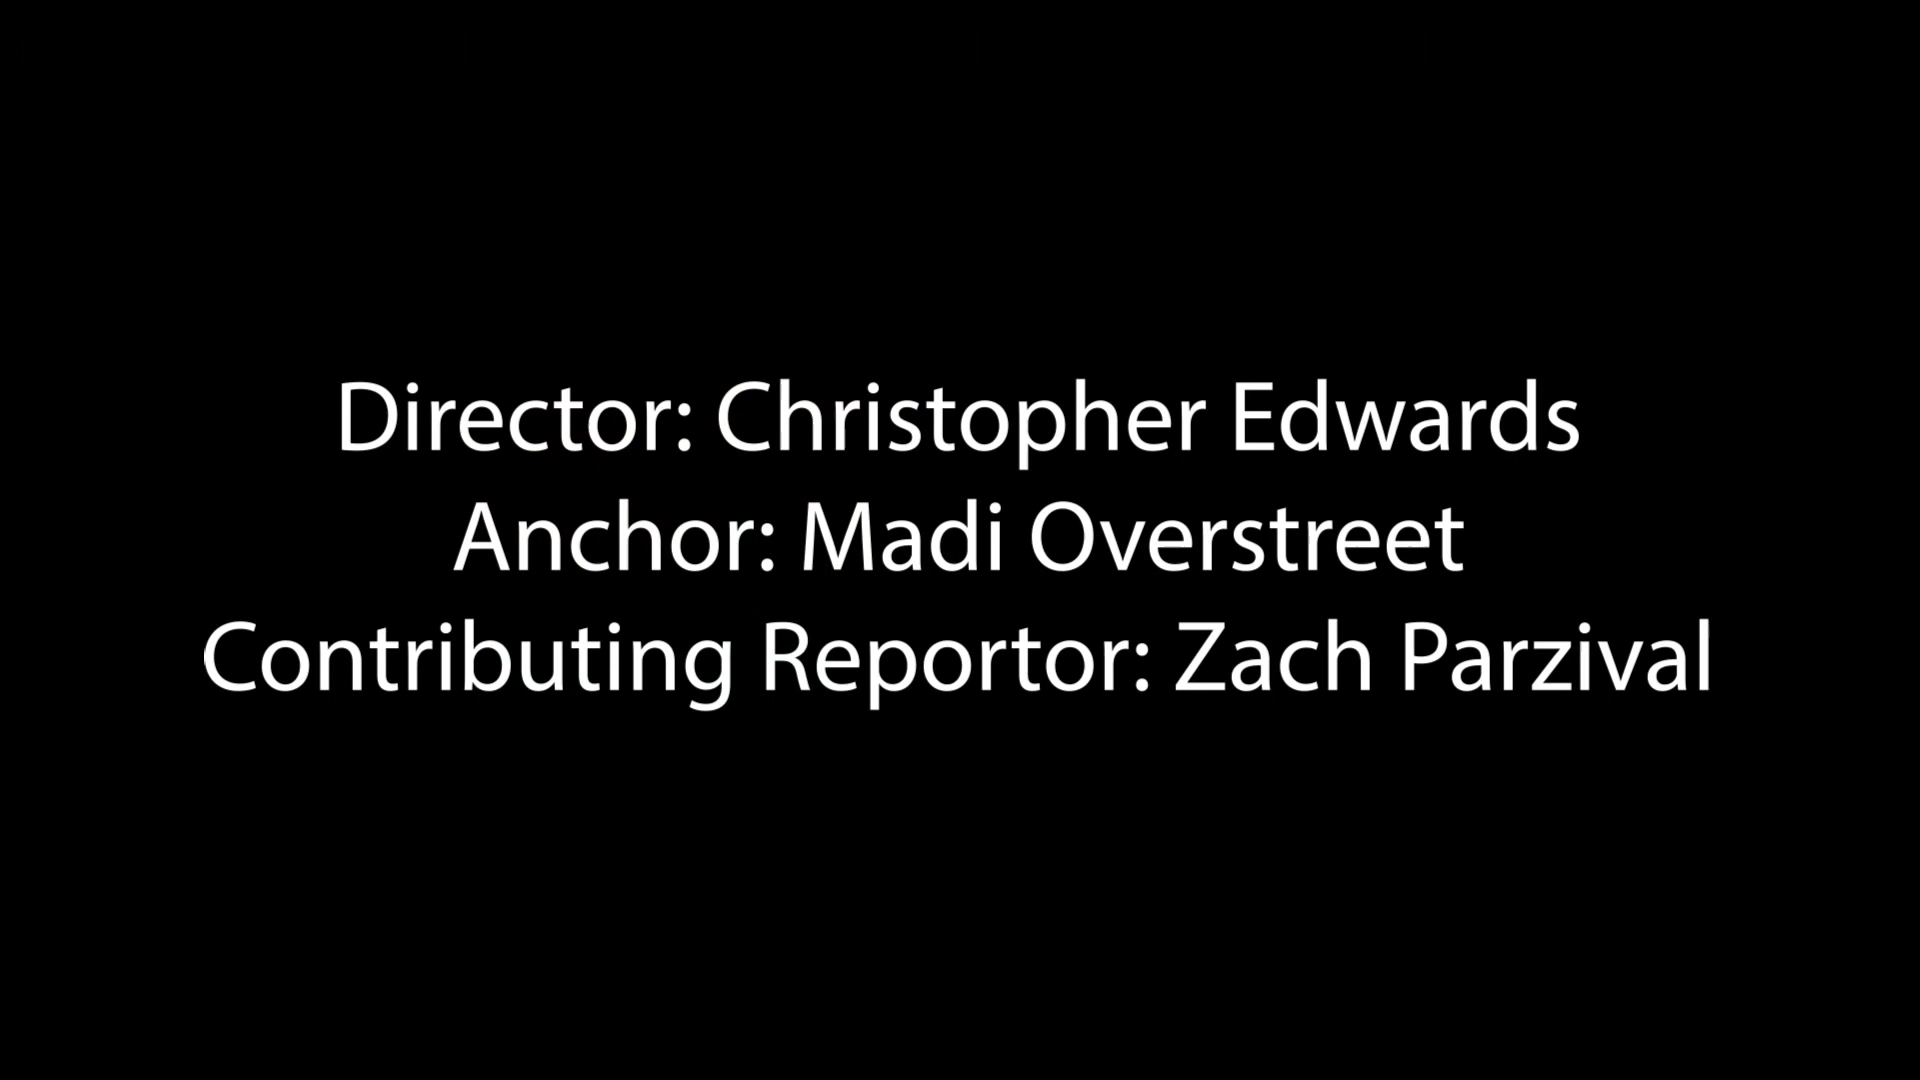 Director: Christopher Edwards
Anchor: Madi Overstreet
Contributing Reportor: Zach Parzival